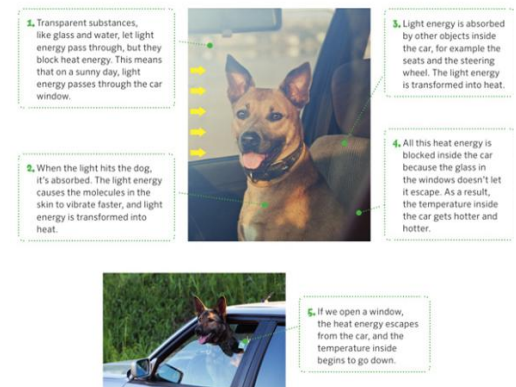 1. Transparent substances,
like glass and water, let light
energy pass through, but they
block heat energy. This means
that on a sunny day, light
energy passes through the car
window.
2. When the light hits the dog,
it's absorbed. The light energy
causes the molecules in the
skin to vibrate faster, and light
energy is transformed into
heat.
3. Light energy is absorbed
by other objects inside
the car, for example the
seats and the steering
wheel. The light energy
is transformed into heat.
4. All this heat energy is
blocked inside the car
because the glass in
the windows doesn't let
it escape. As a result,
the temperature inside
the car gets hotter and
hotter.
5. If we open a window,
the heat energy escapes
from the car, and the
temperature inside
begins to go down.